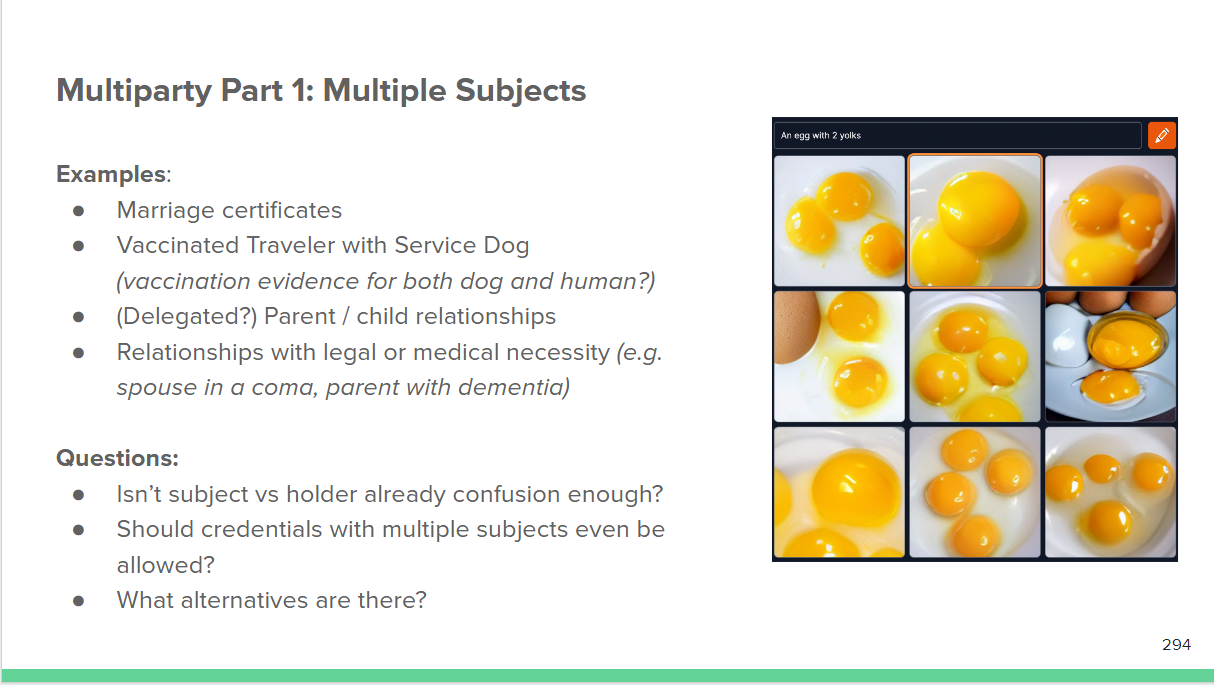 Multiparty Part 1: Multiple Subjects
Examples:
● Marriage certificates
● Vaccinated Traveler with Service Dog
(vaccination evidence for both dog and human?)
● (Delegated?) Parent / child relationships
● Relationships with legal or medical necessity (e.g.
spouse in a coma, parent with dementia)
Questions:
● Isn’t subject vs holder already confusion enough?
● Should credentials with multiple subjects even be
allowed?
● What alternatives are there?
An egg with 2 yolks
294